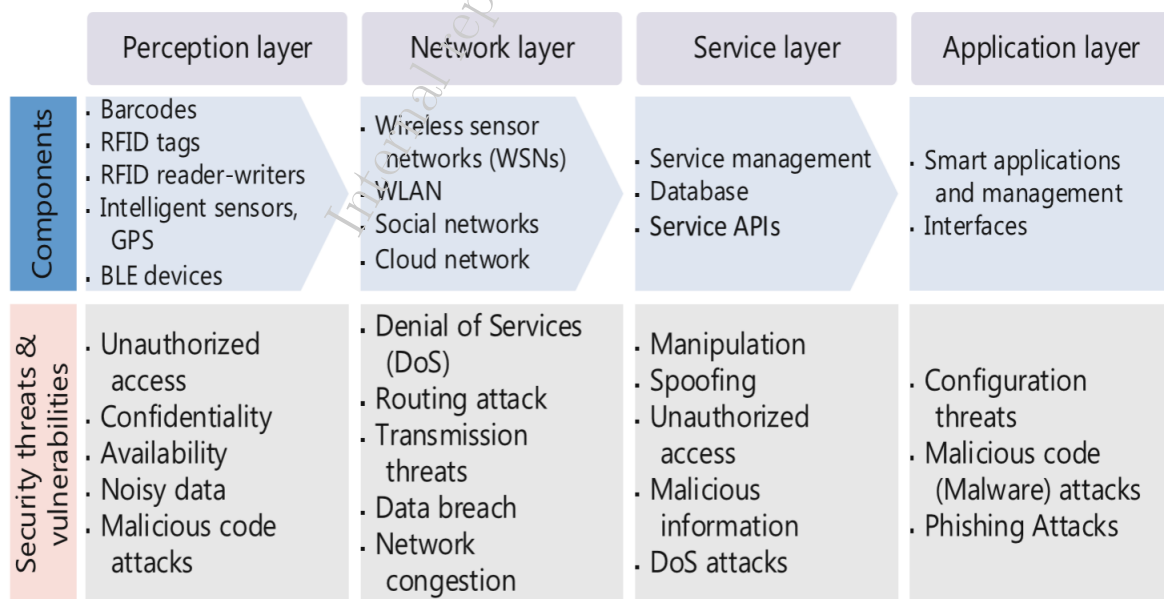 Perception layer
Network layer
Service layer
Application layer
Components
· Barcodes
· RFID tags
· RFID reader-writers
· Intelligent sensors,
GPS
· BLE devices
· Wireless sensor
networks (WSNs)
· WLAN
· Social networks
· Cloud network
· Service management
· Database
· Service APIs
· Smart applications
and management
· Interfaces
Security threats &
vulnerabilities
· Unauthorized
access
· Confidentiality
· Availability
· Noisy data
· Malicious code
attacks
· Denial of Services
(DoS)
· Routing attack
· Transmission
threats
· Data breach
· Network
congestion
· Manipulation
· Spoofing
· Unauthorized
access
· Malicious
information
· DoS attacks
· Configuration
threats
· Malicious code
(Malware) attacks
· Phishing Attacks
Internal